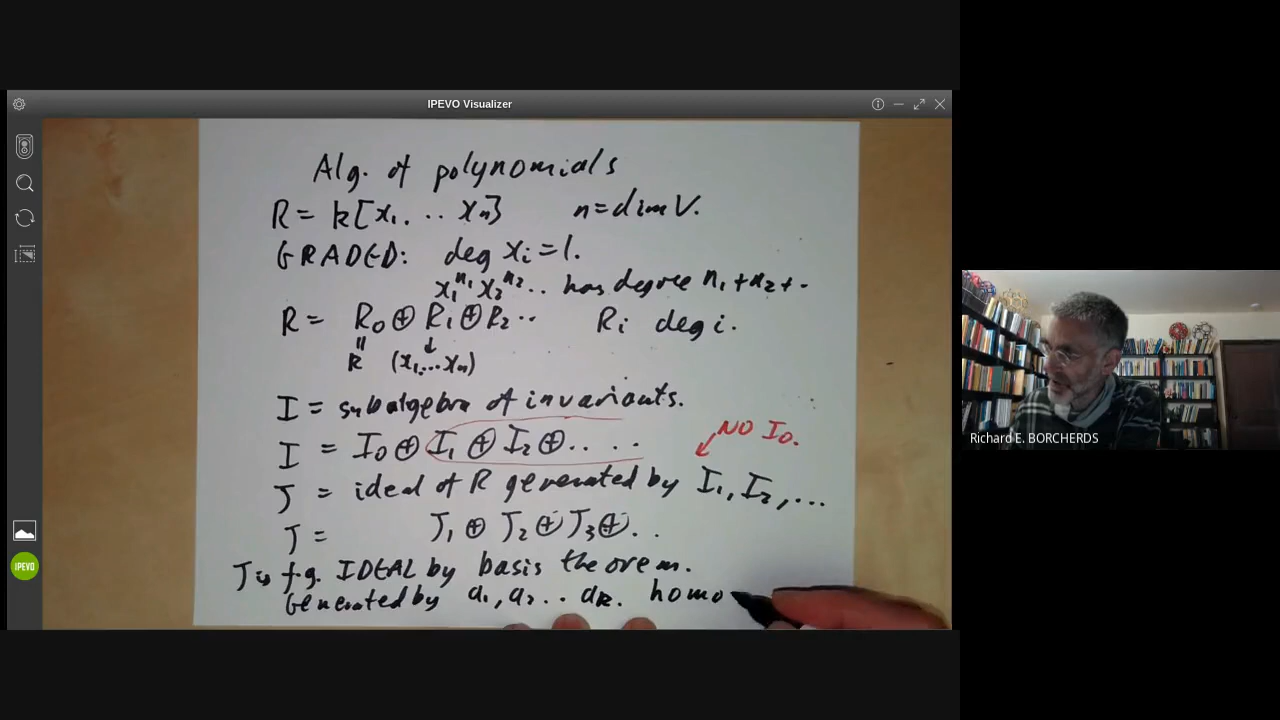 IPEVO Visualizer
Alg. of polynomials
R = k[x₁. .. xₙ] n=dim V.
GRADED: deg xᵢ = 1.
x₁^n₁ x₂^n₂ .. has degree n₁+n₂+..
R = R₀ ⊕ R₁ ⊕ R₂ .. Rᵢ deg i.
॥ ↓
k (x₁,...xₙ)
I = subalgebra of invariants.
I = I₀ ⊕ I₁ ⊕ I₂ ⊕.. .. NO I₀.
J = ideal of R generated by I₁, I₂, ...
J = J₁ ⊕ J₂ ⊕ J₃ ⊕. ..
J is f.g. IDEAL by basis theorem.
Generated by a₁, a₂ .. aₖ. homo
Richard E. BORCHERDS
IPEVO